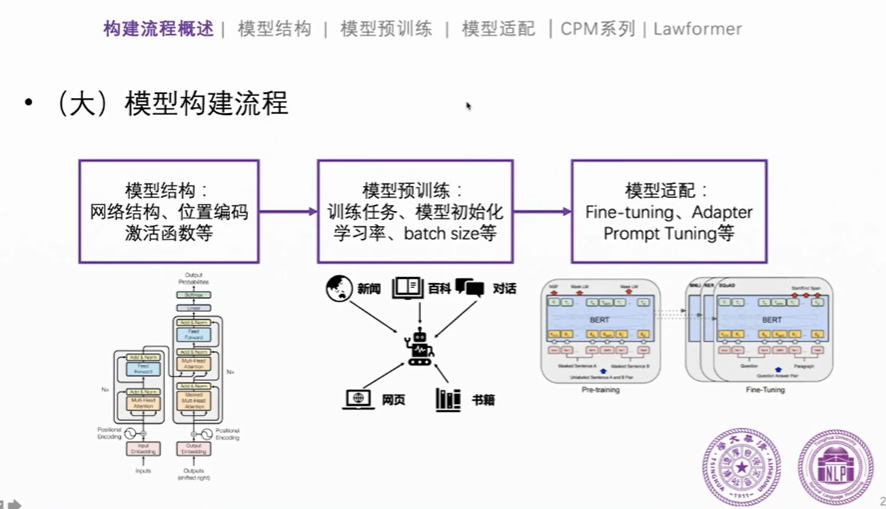 构建流程概述 | 模型结构 | 模型预训练 | 模型适配 | CPM系列 | Lawformer
• （大）模型构建流程
模型结构：
网络结构、位置编码
激活函数等
模型预训练：
训练任务、模型初始化
学习率、batch size等
模型适配：
Fine-tuning、Adapter
Prompt Tuning等
Output
Probabilities
Softmax
Linear
Add & Norm
Feed
Forward
Add & Norm
Multi-Head
Attention
Add & Norm
Masked
Multi-Head
Attention
N×
Positional
Encoding
Output
Embedding
Outputs
(shifted right)
Add & Norm
Feed
Forward
Add & Norm
Multi-Head
Attention
N×
Positional
Encoding
Input
Embedding
Inputs
新闻
百科
对话
网页
书籍
NSP
Mask LM
Mask LM
BERT
Masked Sentence A
Masked Sentence B
Unlabeled Sentence A and B Pair
Pre-training
MNLI
NER
SQuAD
Start/End Span
BERT
Question
Paragraph
Question Answer Pair
Fine-Tuning
TSINGHUA UNIVERSITY
1911
Tsinghua University
NLP
Natural Language Processing
2